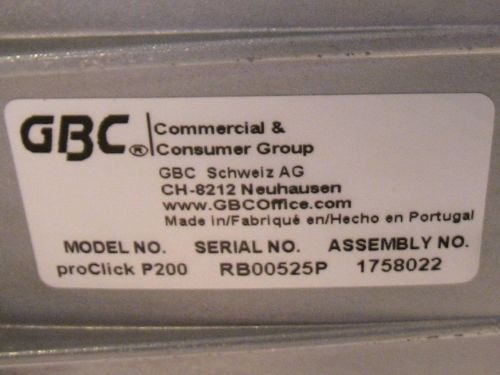 GBC® Commercial &
Consumer Group
GBC Schweiz AG
CH-8212 Neuhausen
www.GBCOffice.com
Made in/Fabriqué en/Hecho en Portugal
MODEL NO. SERIAL NO. ASSEMBLY NO.
proClick P200 RB00525P 1758022